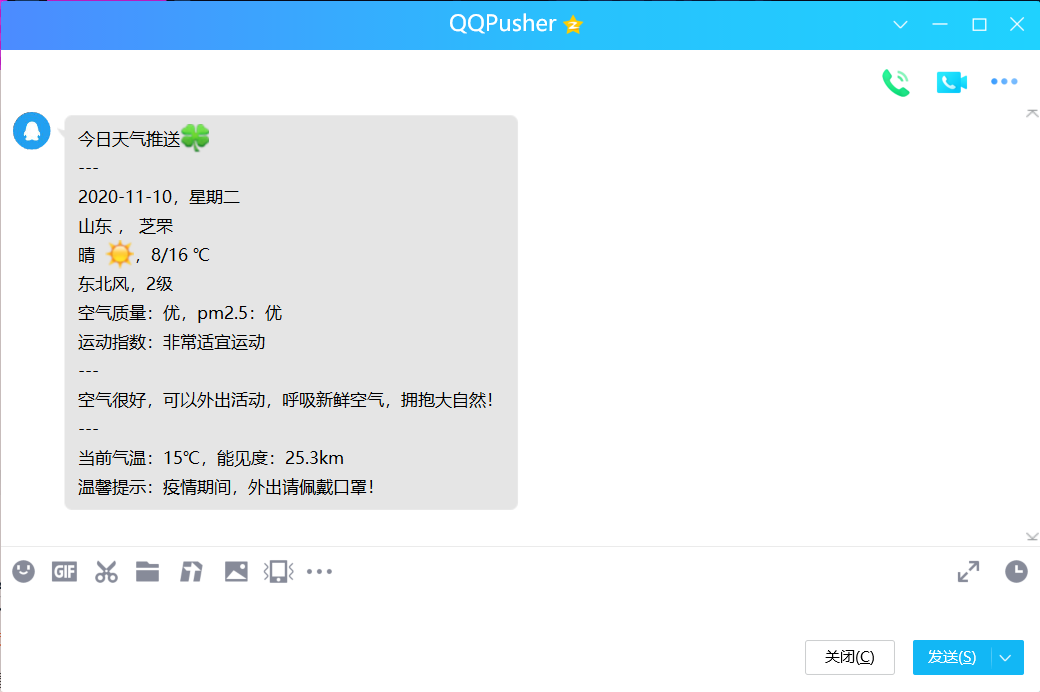 QQPusher
今日天气推送
---
2020-11-10，星期二
山东 ， 芝罘
晴 ，8/16 ℃
东北风，2级
空气质量：优，pm2.5：优
运动指数：非常适宜运动
---
空气很好，可以外出活动，呼吸新鲜空气，拥抱大自然！
---
当前气温：15℃，能见度：25.3km
温馨提示：疫情期间，外出请佩戴口罩！
GIF
关闭(C) 发送(S)